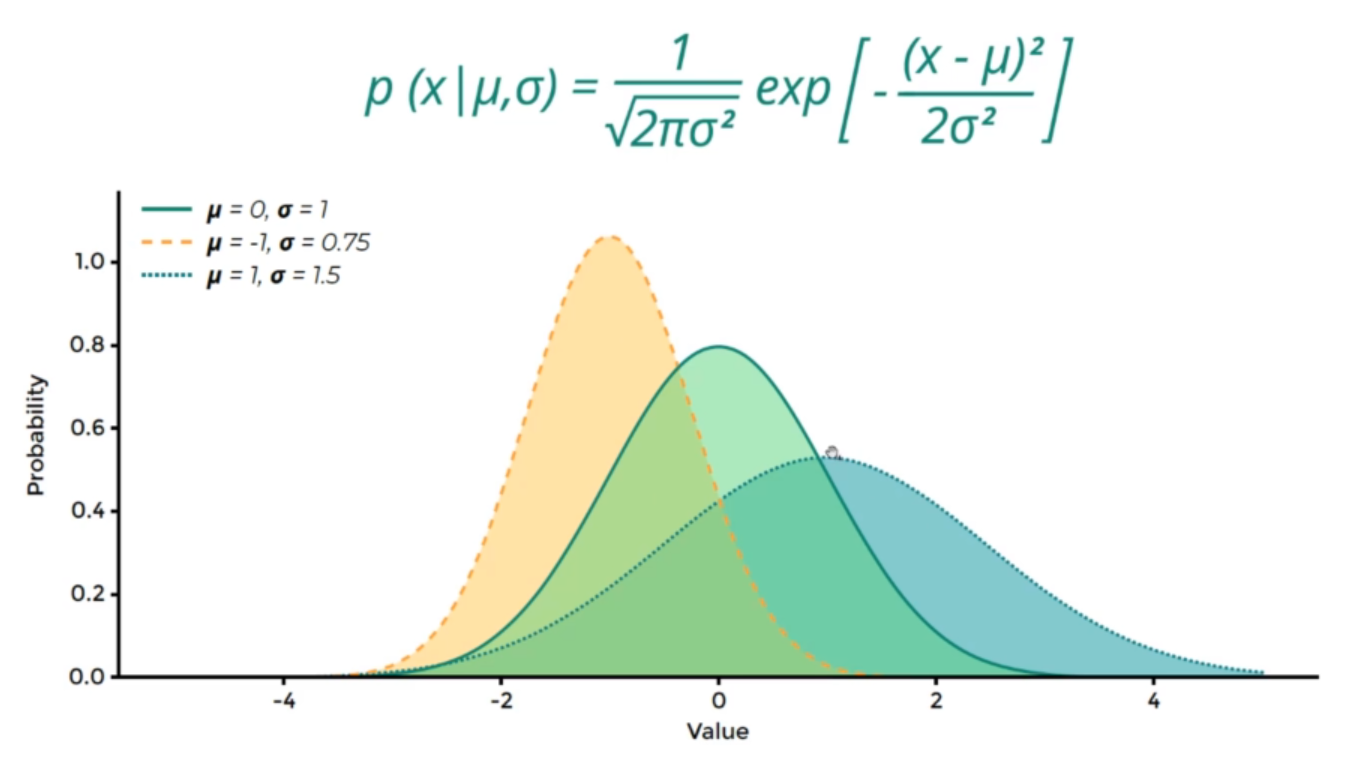 p (x|μ,σ) = 1/√2πσ² exp [ - (x - μ)²/2σ² ]
μ = 0, σ = 1
μ = -1, σ = 0.75
μ = 1, σ = 1.5
Probability
1.0
0.8
0.6
0.4
0.2
0.0
-4 -2 0 2 4
Value